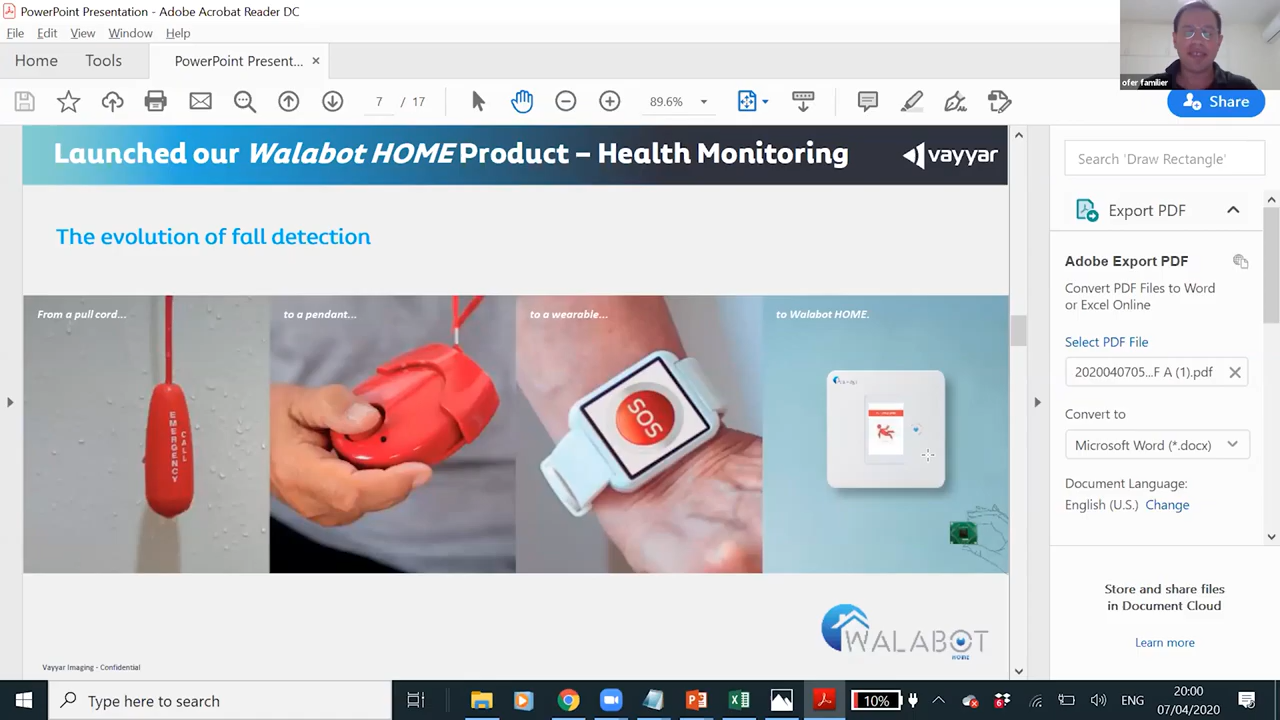 PowerPoint Presentation - Adobe Acrobat Reader DC
File Edit View Window Help
Home Tools PowerPoint Present... ×
7 / 17 89.6%
ofer familier
Share
Launched our Walabot HOME Product – Health Monitoring
vayyar
The evolution of fall detection
From a pull cord...
to a pendant...
to a wearable...
to Walabot HOME.
EMERGENCY
CALL
SOS
WALABOT
HOME
Vayyar Imaging - Confidential
Search 'Draw Rectangle'
Export PDF
Adobe Export PDF
Convert PDF Files to Word
or Excel Online
Select PDF File
2020040705...F A (1).pdf
Convert to
Microsoft Word (*.docx)
Document Language:
English (U.S.) Change
Store and share files
in Document Cloud
Learn more
Type here to search
10%
ENG
20:00
07/04/2020